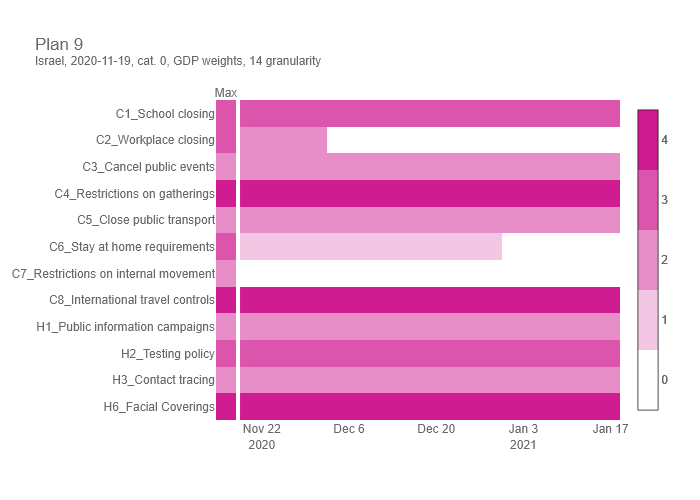 Plan 9
Israel, 2020-11-19, cat. 0, GDP weights, 14 granularity
Max
C1_School closing
C2_Workplace closing
C3_Cancel public events
C4_Restrictions on gatherings
C5_Close public transport
C6_Stay at home requirements
C7_Restrictions on internal movement
C8_International travel controls
H1_Public information campaigns
H2_Testing policy
H3_Contact tracing
H6_Facial Coverings
Nov 22 Dec 6 Dec 20 Jan 3 Jan 17
2020 2021
4
3
2
1
0